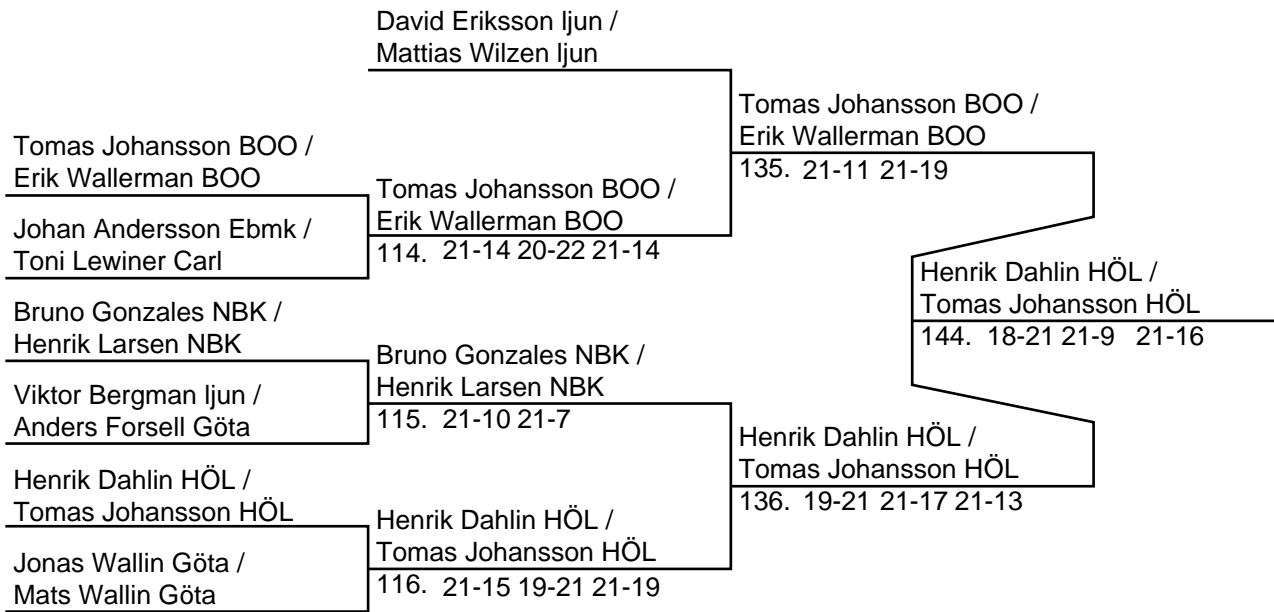 David Eriksson ljun /
Mattias Wilzen ljun
Tomas Johansson BOO /
Erik Wallerman BOO
135. 21-11 21-19
Tomas Johansson BOO /
Erik Wallerman BOO
Tomas Johansson BOO /
Erik Wallerman BOO
114. 21-14 20-22 21-14
Johan Andersson Ebmk /
Toni Lewiner Carl
Henrik Dahlin HÖL /
Tomas Johansson HÖL
144. 18-21 21-9 21-16
Bruno Gonzales NBK /
Henrik Larsen NBK
Bruno Gonzales NBK /
Henrik Larsen NBK
115. 21-10 21-7
Viktor Bergman ljun /
Anders Forsell Göta
Henrik Dahlin HÖL /
Tomas Johansson HÖL
136. 19-21 21-17 21-13
Henrik Dahlin HÖL /
Tomas Johansson HÖL
Henrik Dahlin HÖL /
Tomas Johansson HÖL
116. 21-15 19-21 21-19
Jonas Wallin Göta /
Mats Wallin Göta